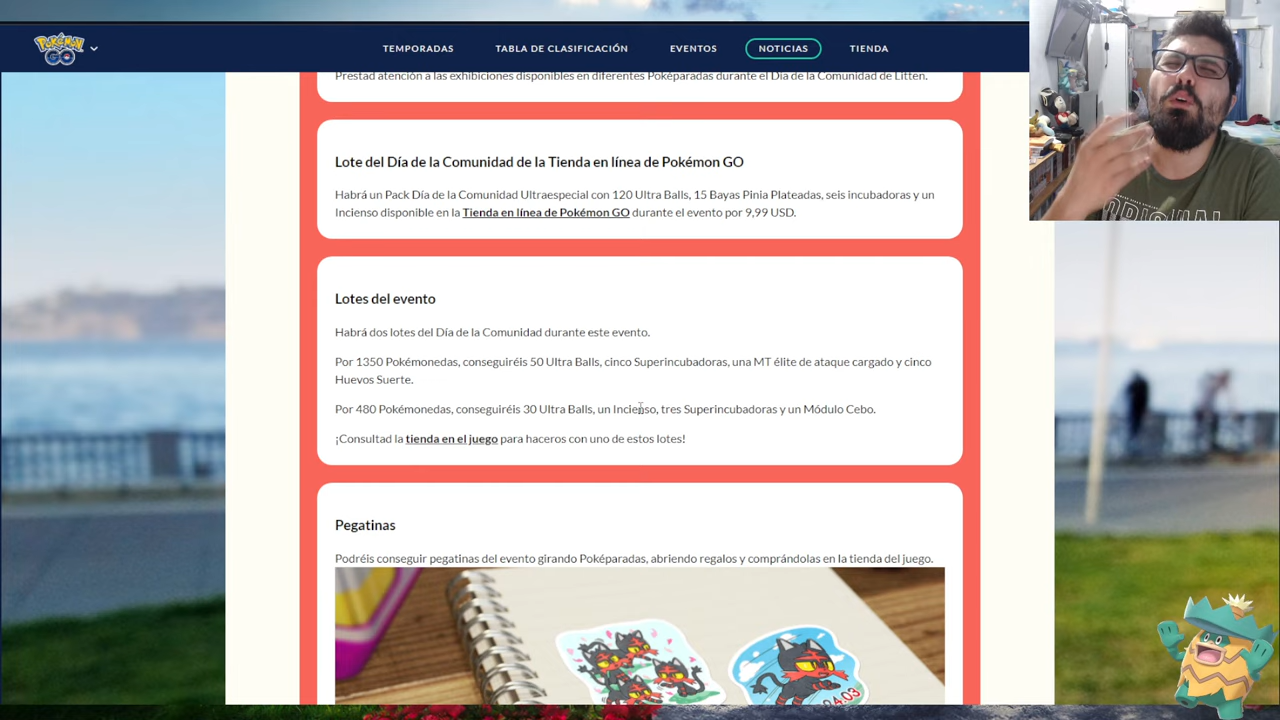 Pokémon GO
TEMPORADAS TABLA DE CLASIFICACIÓN EVENTOS NOTICIAS TIENDA
Prestad atención a las exhibiciones disponibles en diferentes Poképaradas durante el Día de la Comunidad de Litten.
Lote del Día de la Comunidad de la Tienda en línea de Pokémon GO
Habrá un Pack Día de la Comunidad Ultraespecial con 120 Ultra Balls, 15 Bayas Pinia Plateadas, seis incubadoras y un
Incienso disponible en la Tienda en línea de Pokémon GO durante el evento por 9,99 USD.
Lotes del evento
Habrá dos lotes del Día de la Comunidad durante este evento.
Por 1350 Pokémonedas, conseguiréis 50 Ultra Balls, cinco Superincubadoras, una MT élite de ataque cargado y cinco
Huevos Suerte.
Por 480 Pokémonedas, conseguiréis 30 Ultra Balls, un Incienso, tres Superincubadoras y un Módulo Cebo.
¡Consultad la tienda en el juego para haceros con uno de estos lotes!
Pegatinas
Podréis conseguir pegatinas del evento girando Poképaradas, abriendo regalos y comprándolas en la tienda del juego.